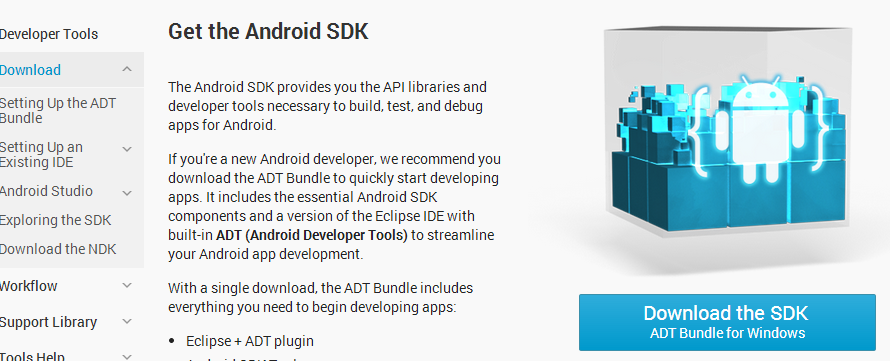 Developer Tools
Download
Setting Up the ADT
Bundle
Setting Up an
Existing IDE
Android Studio
Exploring the SDK
Download the NDK
Workflow
Support Library
Tools Help
Get the Android SDK
The Android SDK provides you the API libraries and
developer tools necessary to build, test, and debug
apps for Android.
If you're a new Android developer, we recommend you
download the ADT Bundle to quickly start developing
apps. It includes the essential Android SDK
components and a version of the Eclipse IDE with
built-in ADT (Android Developer Tools) to streamline
your Android app development.
With a single download, the ADT Bundle includes
everything you need to begin developing apps:
• Eclipse + ADT plugin
Download the SDK
ADT Bundle for Windows